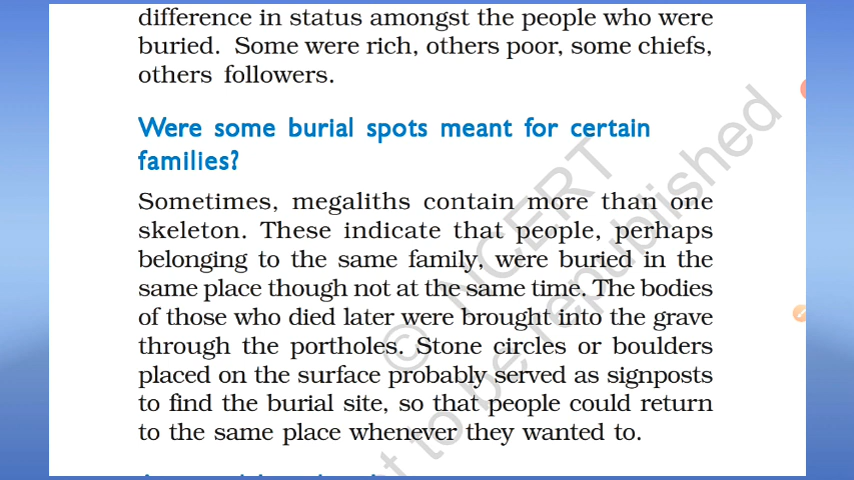 difference in status amongst the people who were
buried. Some were rich, others poor, some chiefs,
others followers.
Were some burial spots meant for certain
families?
Sometimes, megaliths contain more than one
skeleton. These indicate that people, perhaps
belonging to the same family, were buried in the
same place though not at the same time. The bodies
of those who died later were brought into the grave
through the portholes. Stone circles or boulders
placed on the surface probably served as signposts
to find the burial site, so that people could return
to the same place whenever they wanted to.
© NCERT
not to be republished